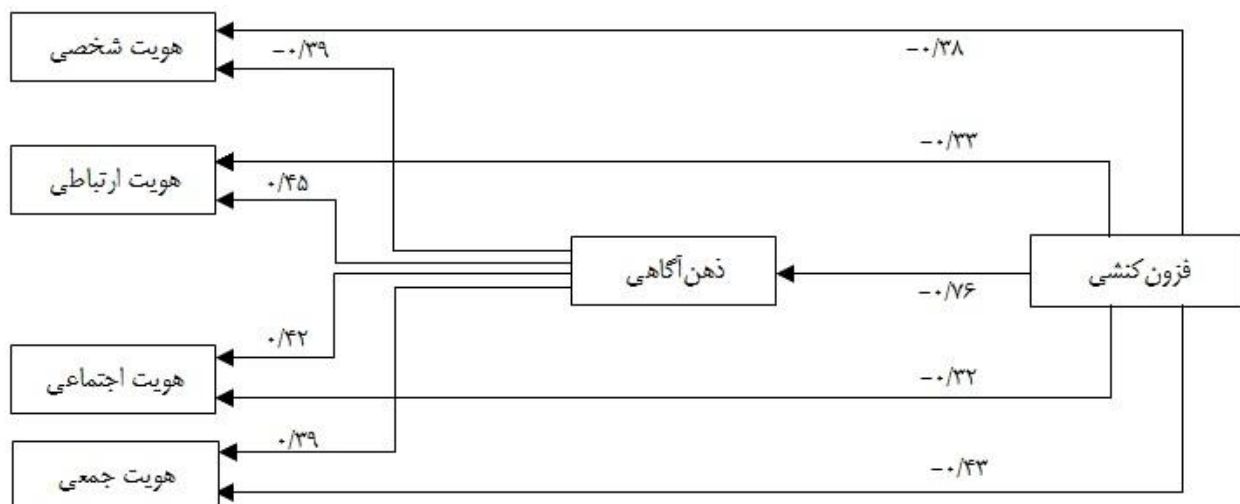 هویت شخصی
−۰/۳۹
−۰/۳۸
هویت ارتباطی
۰/۴۵
−۰/۳۳
ذهن‌آگاهی
فزون‌کنشی
−۰/۷۶
هویت اجتماعی
۰/۴۲
−۰/۳۲
هویت جمعی
۰/۳۹
−۰/۴۳